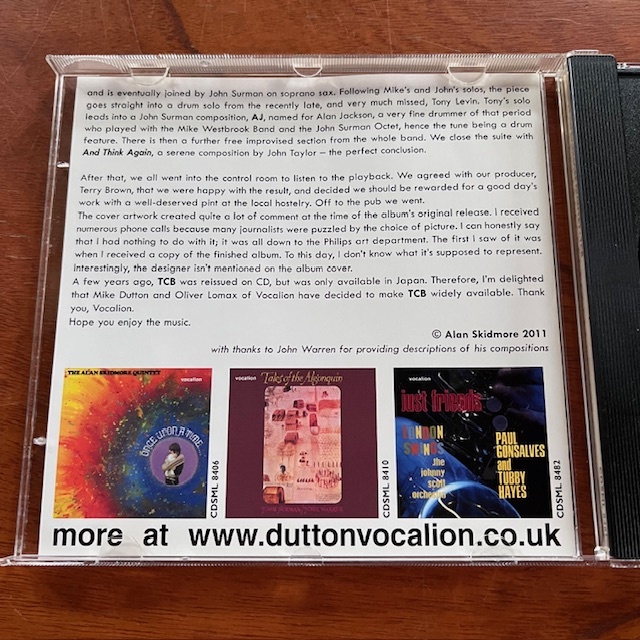 and is eventually joined by John Surman on soprano sax. Following Mike's and John's solos, the piece
goes straight into a drum solo from the recently late, and very much missed, Tony Levin. Tony's solo
leads into a John Surman composition, AJ, named for Alan Jackson, a very fine drummer of that period
who played with the Mike Westbrook Band and the John Surman Octet, hence the tune being a drum
feature. There is then a further free improvised section from the whole band. We close the suite with
And Think Again, a serene composition by John Taylor – the perfect conclusion.
After that, we all went into the control room to listen to the playback. We agreed with our producer,
Terry Brown, that we were happy with the result, and decided we should be rewarded for a good day's
work with a well-deserved pint at the local hostelry. Off to the pub we went.
The cover artwork created quite a lot of comment at the time of the album's original release. I received
numerous phone calls because many journalists were puzzled by the choice of picture. I can honestly say
that I had nothing to do with it; it was all down to the Philips art department. The first I saw of it was
when I received a copy of the finished album. To this day, I don't know what it's supposed to represent.
Interestingly, the designer isn't mentioned on the album cover.
A few years ago, TCB was reissued on CD, but was only available in Japan. Therefore, I'm delighted
that Mike Dutton and Oliver Lomax of Vocalion have decided to make TCB widely available. Thank
you, Vocalion.
Hope you enjoy the music.
© Alan Skidmore 2011
with thanks to John Warren for providing descriptions of his compositions
THE ALAN SKIDMORE QUINTET
vocalion
ONCE UPON A TIME....
CDSML 8406
vocalion
Tales of the Algonquin
JOHN SURMAN/JOHN WARREN
CDSML 8410
vocalion
just friends
LONDON
SWINGS
the
johnny
scott
orchestra
PAUL
GONSALVES
and
TUBBY
HAYES
CDSML 8482
more at www.duttonvocalion.co.uk